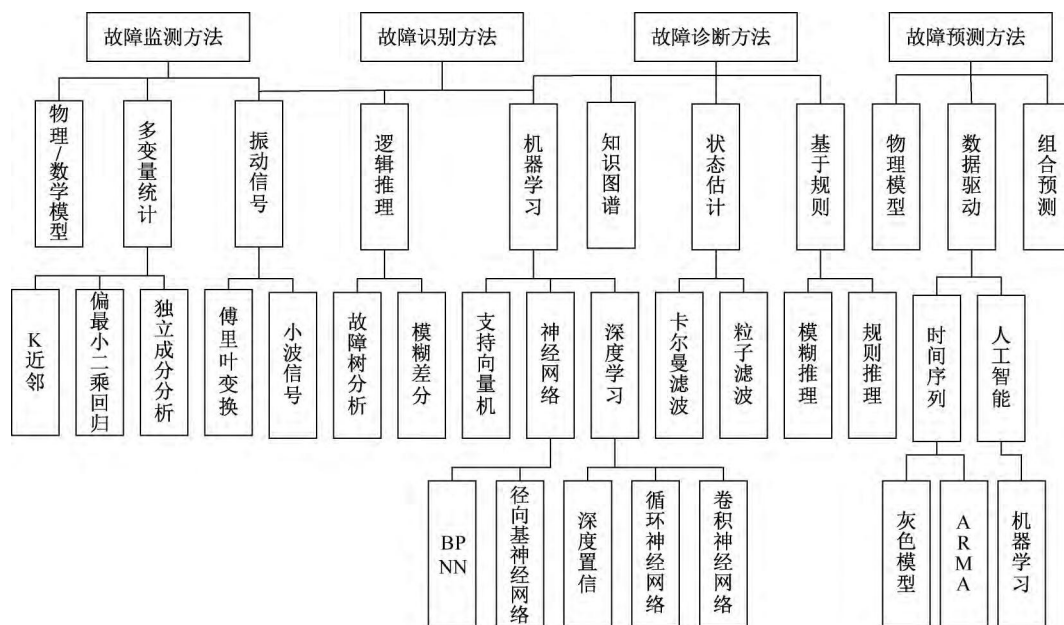 故障监测方法
故障识别方法
故障诊断方法
故障预测方法
物理/数学模型
多变量统计
振动信号
逻辑推理
机器学习
知识图谱
状态估计
基于规则
物理模型
数据驱动
组合预测
K近邻
偏最小二乘回归
独立成分分析
傅里叶变换
小波信号
故障树分析
模糊差分
支持向量机
神经网络
深度学习
卡尔曼滤波
粒子滤波
模糊推理
规则推理
时间序列
人工智能
BP
NN
径向基神经网络
深度置信
循环神经网络
卷积神经网络
灰色模型
ARMA
机器学习